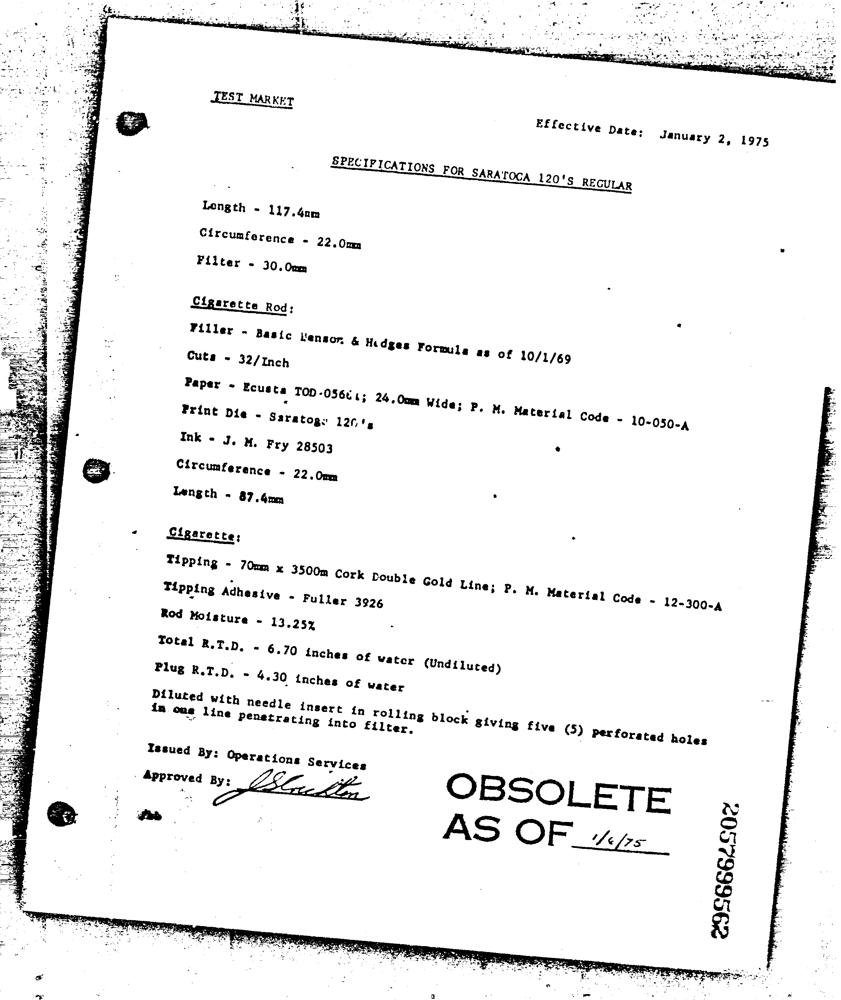 TEST MARKET
Effective Date: January 2, 1975
SPECIFICATIONS FOR SARATOGA 120'S REGULAR
Length - 117.4mm
Circumference - 22.0mm
Filter - 30.0mm
Cigarette Rod:
Filler - Basic Benson & Hedges Formula as of 10/1/69
Cuts - 32/Inch
Paper - Ecusta 24.0mm Wide; P. M. Material Code - 10-050-A
Print Die - Saratoga 120's
Ink - J. M. Fry 28503
Circumference - 22.0mm
Length - 87.4mm
Cigarette:
Tipping - 70mm x 3500m Cork Double Gold Line; P. M. Material Code - 12-300-A
Tipping Adhesive - Fuller 3926
Rod Moisture - 13.25%
Total R.T.D. - 6.70 inches of water (Undiluted)
Plug R.T.D. - 4.30 inches of water
Diluted with needle insert in rolling block giving five (5) perforated holes
in one line penetrating into filter.
Issued By: Operations Services
Approved By:
OBSOLETE
AS OF 1/6/75
2057999562